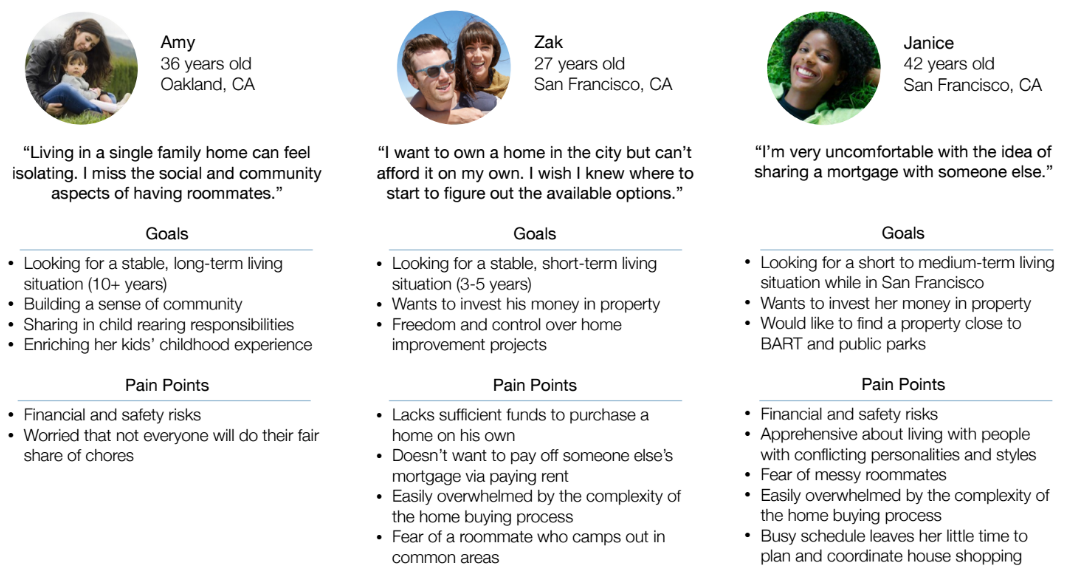 Amy
36 years old
Oakland, CA
“Living in a single family home can feel
isolating. I miss the social and community
aspects of having roommates.”
Goals
• Looking for a stable, long-term living
situation (10+ years)
• Building a sense of community
• Sharing in child rearing responsibilities
• Enriching her kids’ childhood experience
Pain Points
• Financial and safety risks
• Worried that not everyone will do their fair
share of chores
Zak
27 years old
San Francisco, CA
“I want to own a home in the city but can’t
afford it on my own. I wish I knew where to
start to figure out the available options.”
Goals
• Looking for a stable, short-term living
situation (3-5 years)
• Wants to invest his money in property
• Freedom and control over home
improvement projects
Pain Points
• Lacks sufficient funds to purchase a
home on his own
• Doesn’t want to pay off someone else’s
mortgage via paying rent
• Easily overwhelmed by the complexity of
the home buying process
• Fear of a roommate who camps out in
common areas
Janice
42 years old
San Francisco, CA
“I’m very uncomfortable with the idea of
sharing a mortgage with someone else.”
Goals
• Looking for a short to medium-term living
situation while in San Francisco
• Wants to invest her money in property
• Would like to find a property close to
BART and public parks
Pain Points
• Financial and safety risks
• Apprehensive about living with people
with conflicting personalities and styles
• Fear of messy roommates
• Easily overwhelmed by the complexity of
the home buying process
• Busy schedule leaves her little time to
plan and coordinate house shopping